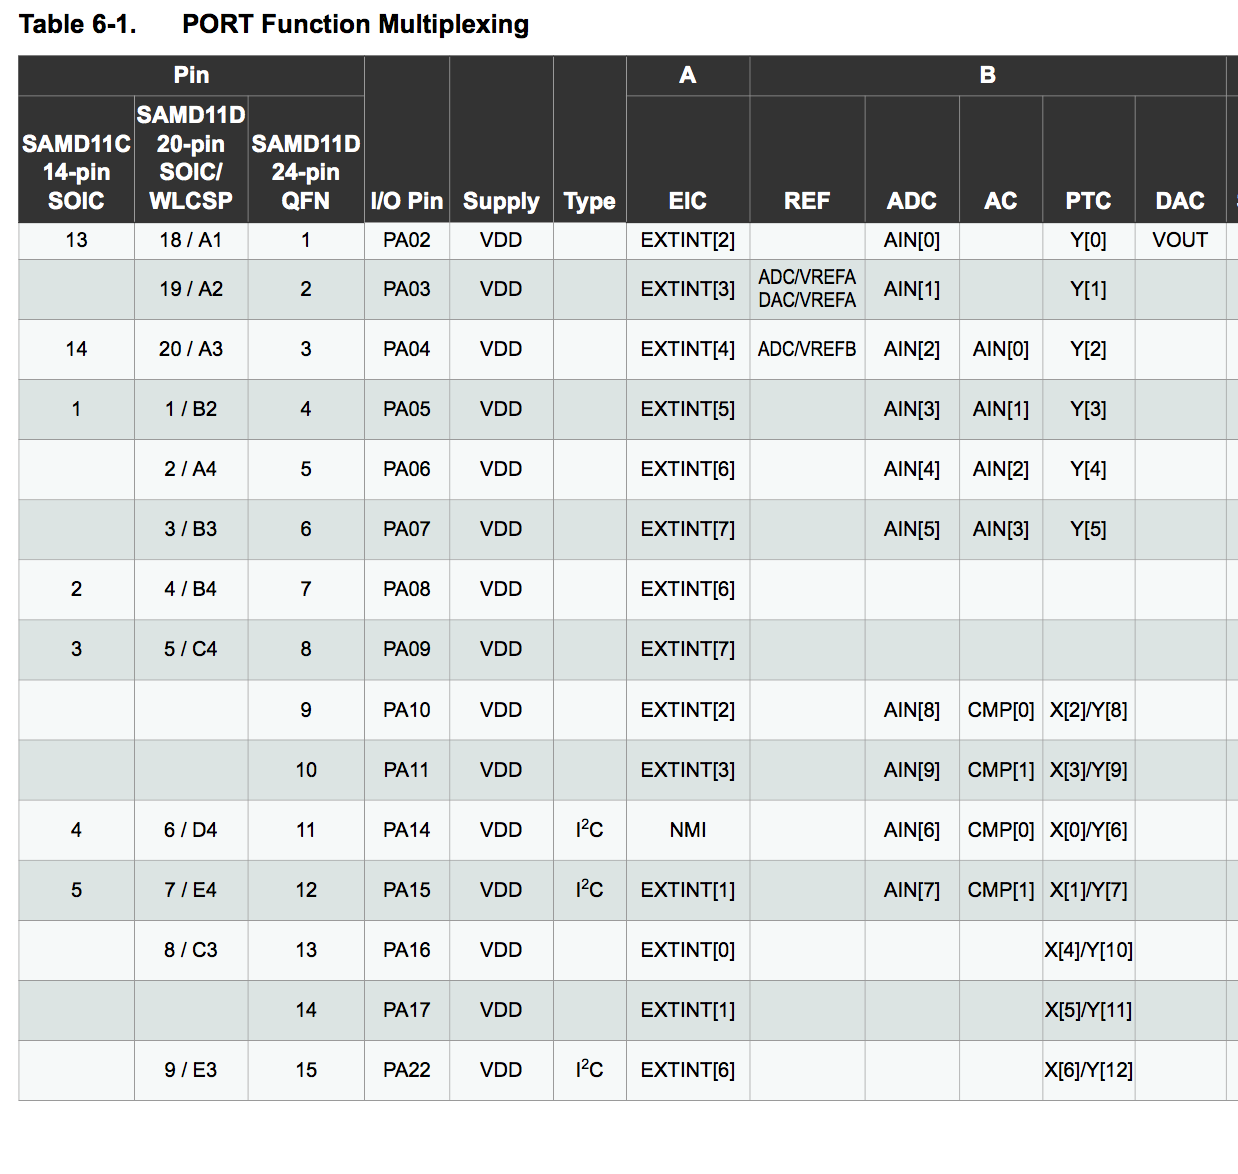 Table 6-1. PORT Function Multiplexing
Pin A B
SAMD11C 14-pin SOIC SAMD11D 20-pin SOIC/ WLCSP SAMD11D 24-pin QFN I/O Pin Supply Type EIC REF ADC AC PTC DAC
13 18 / A1 1 PA02 VDD EXTINT[2] AIN[0] Y[0] VOUT
19 / A2 2 PA03 VDD EXTINT[3] ADC/VREFA DAC/VREFA AIN[1] Y[1]
14 20 / A3 3 PA04 VDD EXTINT[4] ADC/VREFB AIN[2] AIN[0] Y[2]
1 1 / B2 4 PA05 VDD EXTINT[5] AIN[3] AIN[1] Y[3]
2 / A4 5 PA06 VDD EXTINT[6] AIN[4] AIN[2] Y[4]
3 / B3 6 PA07 VDD EXTINT[7] AIN[5] AIN[3] Y[5]
2 4 / B4 7 PA08 VDD EXTINT[6]
3 5 / C4 8 PA09 VDD EXTINT[7]
9 PA10 VDD EXTINT[2] AIN[8] CMP[0] X[2]/Y[8]
10 PA11 VDD EXTINT[3] AIN[9] CMP[1] X[3]/Y[9]
4 6 / D4 11 PA14 VDD I²C NMI AIN[6] CMP[0] X[0]/Y[6]
5 7 / E4 12 PA15 VDD I²C EXTINT[1] AIN[7] CMP[1] X[1]/Y[7]
8 / C3 13 PA16 VDD EXTINT[0] X[4]/Y[10]
14 PA17 VDD EXTINT[1] X[5]/Y[11]
9 / E3 15 PA22 VDD I²C EXTINT[6] X[6]/Y[12]